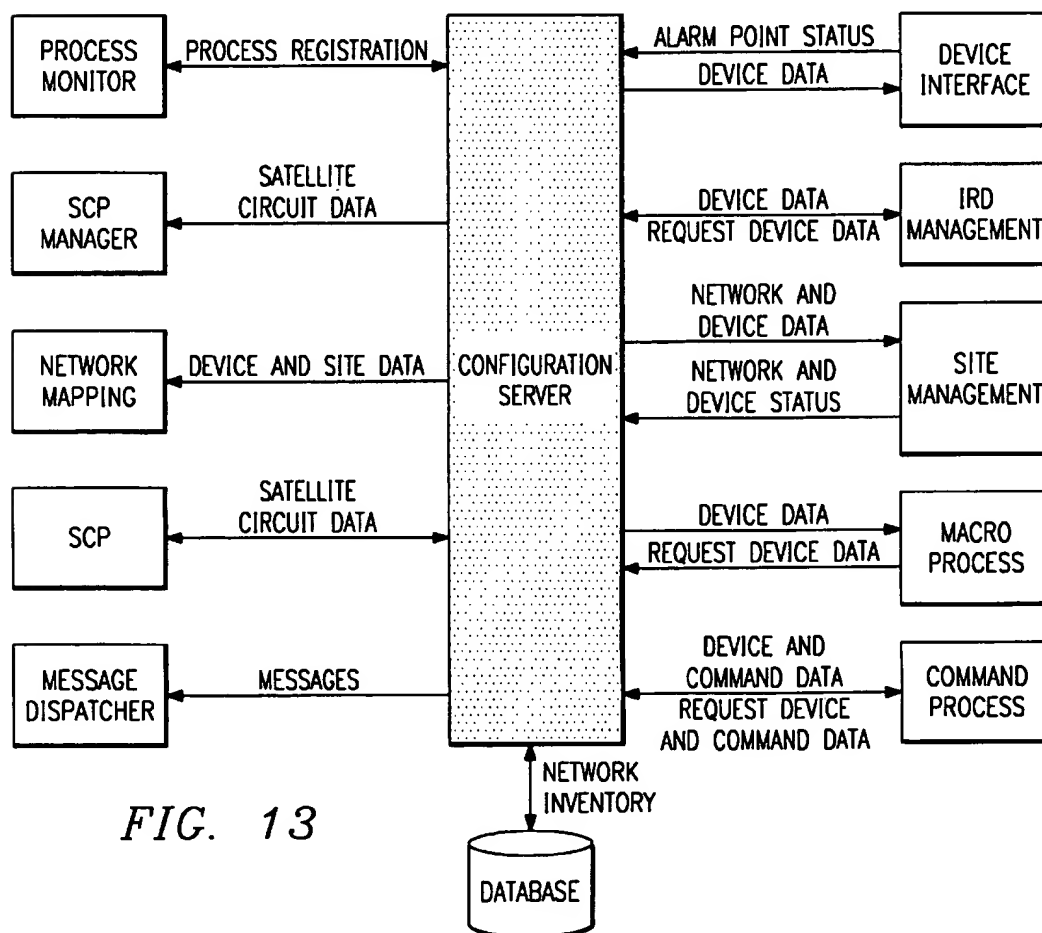 PROCESS
MONITOR
PROCESS REGISTRATION
SCP
MANAGER
SATELLITE
CIRCUIT DATA
NETWORK
MAPPING
DEVICE AND SITE DATA
SCP
SATELLITE
CIRCUIT DATA
MESSAGE
DISPATCHER
MESSAGES
CONFIGURATION
SERVER
ALARM POINT STATUS
DEVICE DATA
DEVICE
INTERFACE
DEVICE DATA
REQUEST DEVICE DATA
IRD
MANAGEMENT
NETWORK AND
DEVICE DATA
NETWORK AND
DEVICE STATUS
SITE
MANAGEMENT
DEVICE DATA
REQUEST DEVICE DATA
MACRO
PROCESS
DEVICE AND
COMMAND DATA
REQUEST DEVICE
AND COMMAND DATA
COMMAND
PROCESS
NETWORK
INVENTORY
DATABASE
FIG. 13